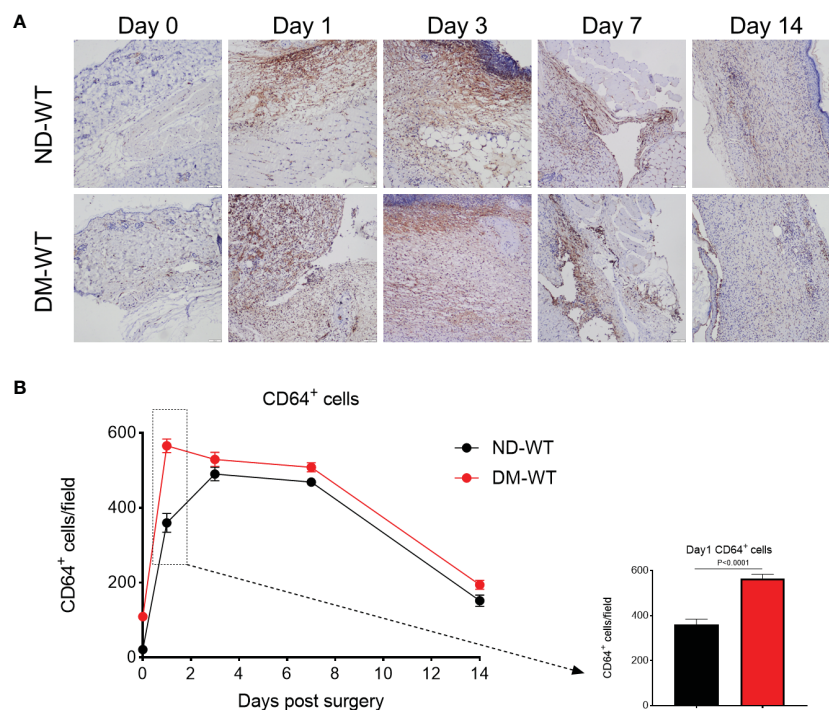 A
Day 0 Day 1 Day 3 Day 7 Day 14
ND-WT
DM-WT
B
CD64⁺ cells
600
400
200
0
CD64⁺ cells/field
0 2 4 6 8 10 12 14
Days post surgery
ND-WT
DM-WT
Day1 CD64⁺ cells
P<0.0001
600
400
200
0
CD64⁺ cells/field